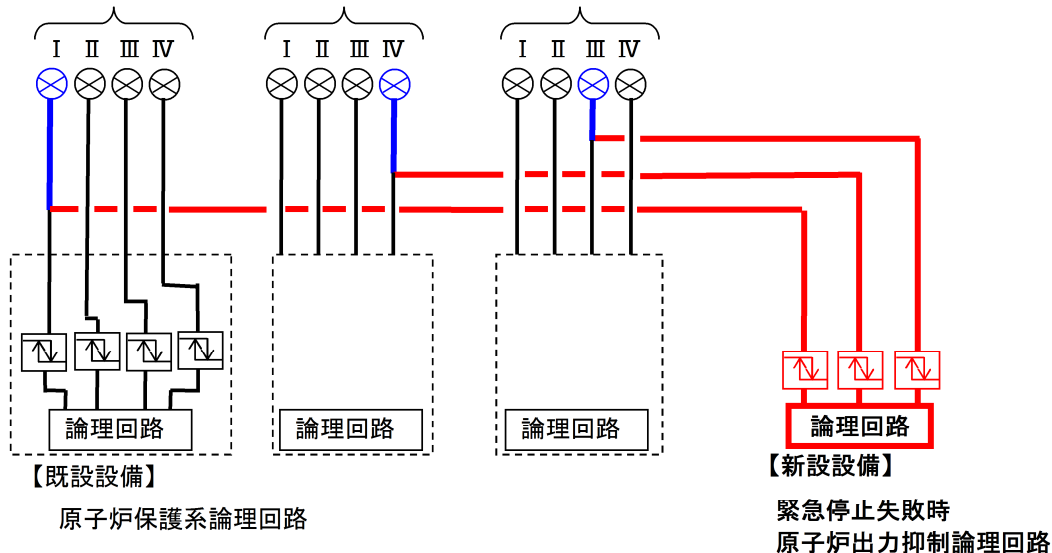 Ⅰ Ⅱ Ⅲ Ⅳ
Ⅰ Ⅱ Ⅲ Ⅳ
Ⅰ Ⅱ Ⅲ Ⅳ
論理回路
論理回路
論理回路
論理回路
【既設設備】
原子炉保護系論理回路
【新設設備】
緊急停止失敗時
原子炉出力抑制論理回路